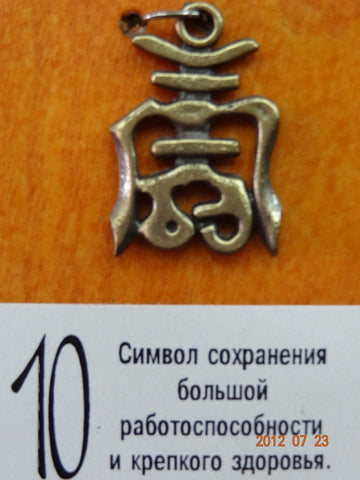 10
Символ сохранения
большой
работоспособности
2012 07 23
и крепкого здоровья.